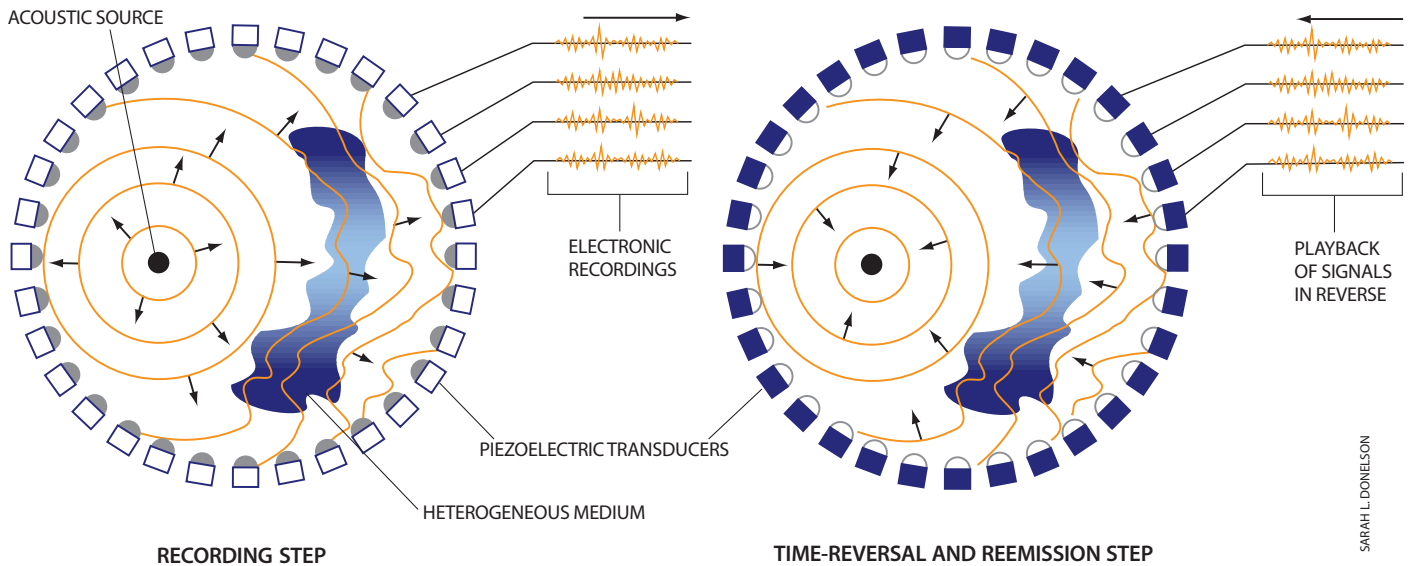 ACOUSTIC SOURCE
ELECTRONIC
RECORDINGS
PIEZOELECTRIC TRANSDUCERS
HETEROGENEOUS MEDIUM
RECORDING STEP
PLAYBACK
OF SIGNALS
IN REVERSE
TIME-REVERSAL AND REEMISSION STEP
SARAH L. DONELSON